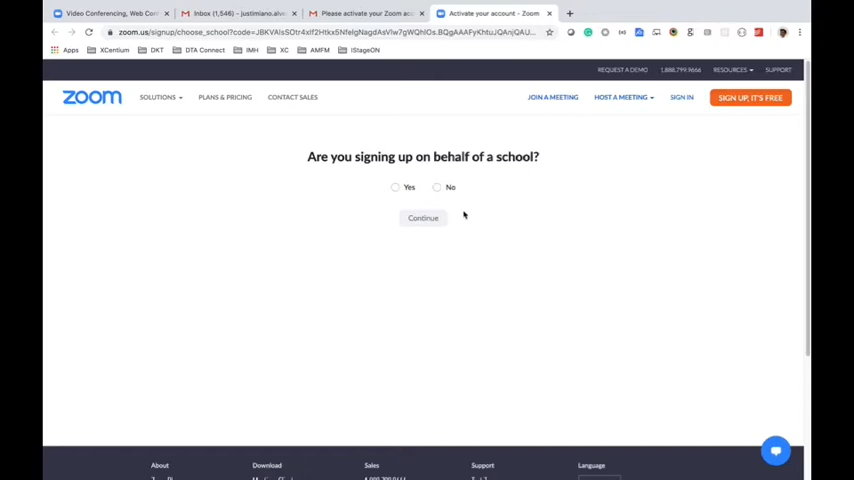 Video Conferencing, Web Con
Inbox (1,546) - justimiano.alve
Please activate your Zoom acc
Activate your account - Zoom
zoom.us/signup/choose_school?code=
Apps
XCentium
DKT
DTA Connect
IMH
XC
AMFM
IStageON
REQUEST A DEMO 1.888.799.9666 RESOURCES SUPPORT
zoom SOLUTIONS PLANS & PRICING CONTACT SALES JOIN A MEETING HOST A MEETING SIGN IN SIGN UP, IT'S FREE
Are you signing up on behalf of a school?
Yes No
Continue
About Download Sales Support Language